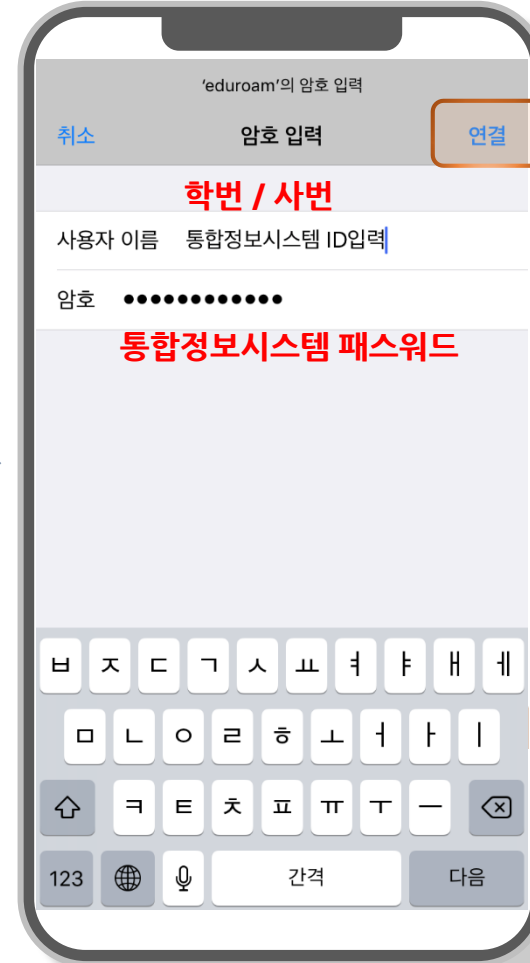 ‘eduroam’의 암호 입력
취소 암호 입력 연결
학번 / 사번
사용자 이름 통합정보시스템 ID입력
암호 ●●●●●●●●●●●●
통합정보시스템 패스워드
ㅂ ㅈ ㄷ ㄱ ㅅ ㅛ ㅕ ㅑ ㅐ ㅔ
ㅁ ㄴ ㅇ ㄹ ㅎ ㅗ ㅓ ㅏ ㅣ
ㅋ ㅌ ㅊ ㅍ ㅠ ㅜ ㅡ
123 간격 다음